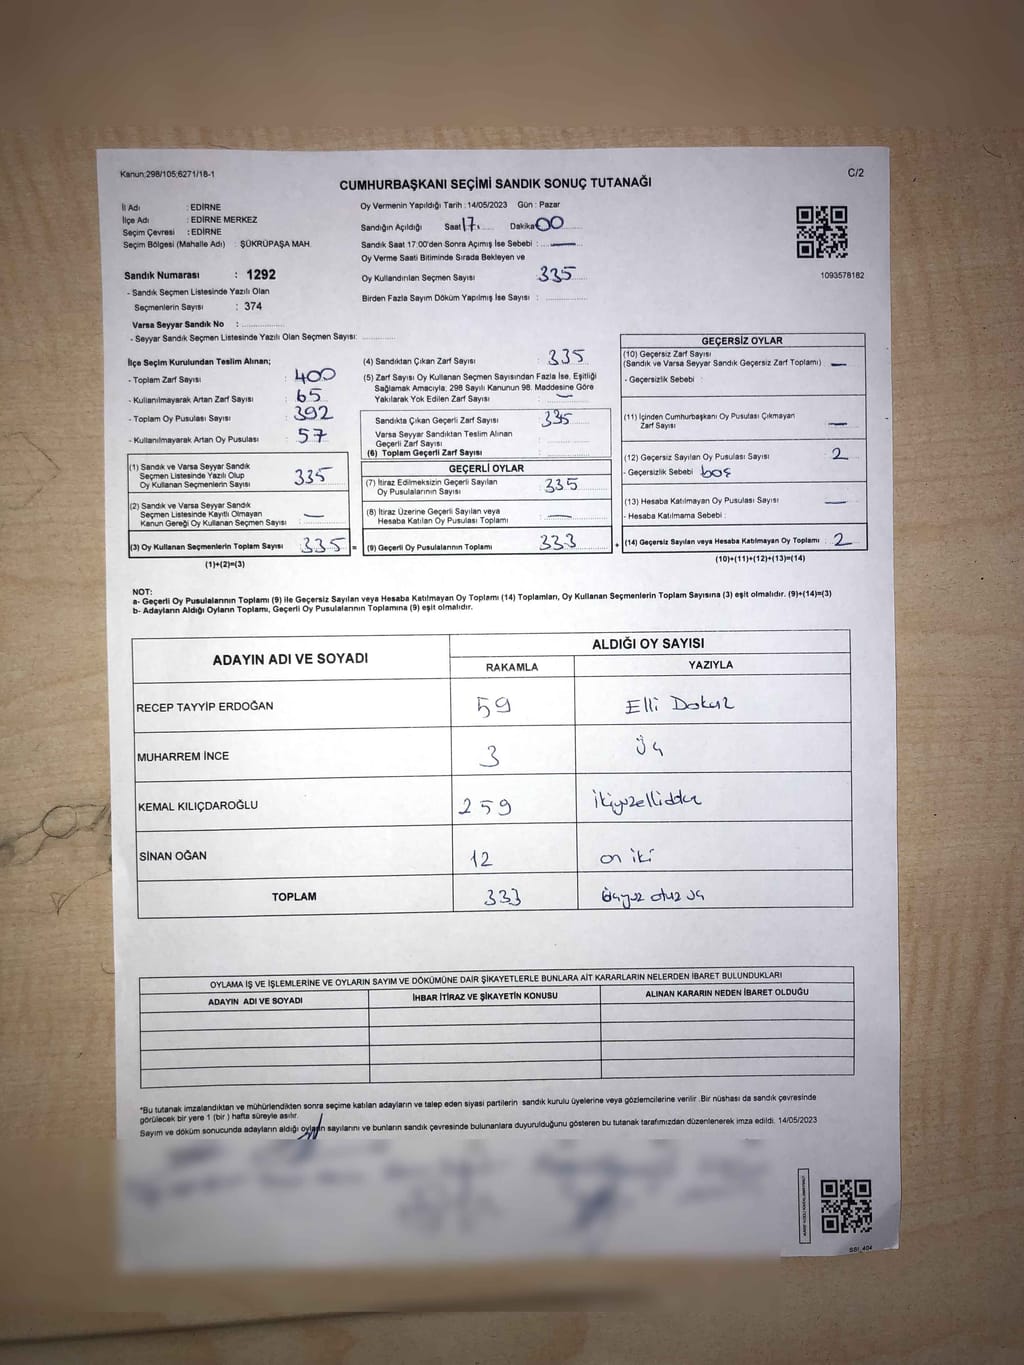 Kanun:298/105;6271/18-1
C/2
CUMHURBAŞKANI SEÇİMİ SANDIK SONUÇ TUTANAĞI
İl Adı : EDİRNE
İlçe Adı : EDİRNE MERKEZ
Seçim Çevresi : EDİRNE
Seçim Bölgesi (Mahalle Adı) : ŞÜKRÜPAŞA MAH.
Oy Vermenin Yapıldığı Tarih : 14/05/2023 Gün : Pazar
Sandığın Açıldığı Saat 17 Dakika 00
Sandık Saat 17:00'den Sonra Açımış İse Sebebi : —
Oy Verme Saati Bitiminde Sırada Bekleyen ve
Oy Kullandırılan Seçmen Sayısı 335
Birden Fazla Sayım Döküm Yapılmış İse Sayısı :
1093578182
Sandık Numarası : 1292
- Sandık Seçmen Listesinde Yazılı Olan
Seçmenlerin Sayısı : 374
Varsa Seyyar Sandık No :
- Seyyar Sandık Seçmen Listesinde Yazılı Olan Seçmen Sayısı:
İlçe Seçim Kurulundan Teslim Alınan;
- Toplam Zarf Sayısı : 400
- Kullanılmayarak Artan Zarf Sayısı : 65
- Toplam Oy Pusulası Sayısı : 392
- Kullanılmayarak Artan Oy Pusulası : 57
(1) Sandık ve Varsa Seyyar Sandık
Seçmen Listesinde Yazılı Olup
Oy Kullanan Seçmenlerin Sayısı : 335
(2) Sandık ve Varsa Seyyar Sandık
Seçmen Listesinde Kayıtlı Olmayan
Kanun Gereği Oy Kullanan Seçmen Sayısı : —
(3) Oy Kullanan Seçmenlerin Toplam Sayısı : 335 =
(1)+(2)=(3)
(4) Sandıktan Çıkan Zarf Sayısı : 335
(5) Zarf Sayısı Oy Kullanan Seçmen Sayısından Fazla İse, Eşitliği
Sağlamak Amacıyla, 298 Sayılı Kanunun 98. Maddesine Göre
Yakılarak Yok Edilen Zarf Sayısı : —
Sandıkta Çıkan Geçerli Zarf Sayısı : 335
Varsa Seyyar Sandıktan Teslim Alınan
Geçerli Zarf Sayısı :
(6) Toplam Geçerli Zarf Sayısı :
GEÇERLİ OYLAR
(7) İtiraz Edilmeksizin Geçerli Sayılan
Oy Pusulalarının Sayısı : 335
(8) İtiraz Üzerine Geçerli Sayılan veya
Hesaba Katılan Oy Pusulası Toplamı : —
(9) Geçerli Oy Pusulalarının Toplamı : 333 +
GEÇERSİZ OYLAR
(10) Geçersiz Zarf Sayısı
(Sandık ve Varsa Seyyar Sandık Geçersiz Zarf Toplamı) : —
- Geçersizlik Sebebi :
(11) İçinden Cumhurbaşkanı Oy Pusulası Çıkmayan
Zarf Sayısı : —
(12) Geçersiz Sayılan Oy Pusulası Sayısı : 2
- Geçersizlik Sebebi boş
(13) Hesaba Katılmayan Oy Pusulası Sayısı : —
- Hesaba Katılmama Sebebi :
(14) Geçersiz Sayılan veya Hesaba Katılmayan Oy Toplamı : 2
(10)+(11)+(12)+(13)=(14)
NOT:
a- Geçerli Oy Pusulalarının Toplamı (9) ile Geçersiz Sayılan veya Hesaba Katılmayan Oy Toplamı (14) Toplamları, Oy Kullanan Seçmenlerin Toplam Sayısına (3) eşit olmalıdır. (9)+(14)=(3)
b- Adayların Aldığı Oyların Toplamı, Geçerli Oy Pusulalarının Toplamına (9) eşit olmalıdır.
ADAYIN ADI VE SOYADI
ALDIĞI OY SAYISI
RAKAMLA YAZIYLA
RECEP TAYYİP ERDOĞAN 59 Elli Dokuz
MUHARREM İNCE 3 Üç
KEMAL KILIÇDAROĞLU 259
SİNAN OĞAN 12 on iki
TOPLAM 333 üçyüz otuz üç
OYLAMA İŞ VE İŞLEMLERİNE VE OYLARIN SAYIM VE DÖKÜMÜNE DAİR ŞİKAYETLERLE BUNLARA AİT KARARLARIN NELERDEN İBARET BULUNDUKLARI
ADAYIN ADI VE SOYADI İHBAR İTİRAZ VE ŞİKAYETİN KONUSU ALINAN KARARIN NEDEN İBARET OLDUĞU
*Bu tutanak imzalandıktan ve mühürlendikten sonra seçime katılan adayların ve talep eden siyasi partilerin sandık kurulu üyelerine veya gözlemcilerine verilir. Bir nüshası da sandık çevresinde
görülecek bir yere 1 (bir) hafta süreyle asılır.
Sayım ve döküm sonucunda adayların aldığı oyların sayılarını ve bunların sandık çevresinde bulunanlara duyurulduğunu gösteren bu tutanak tarafımızdan düzenlenerek imza edildi. 14/05/2023
SSI_404